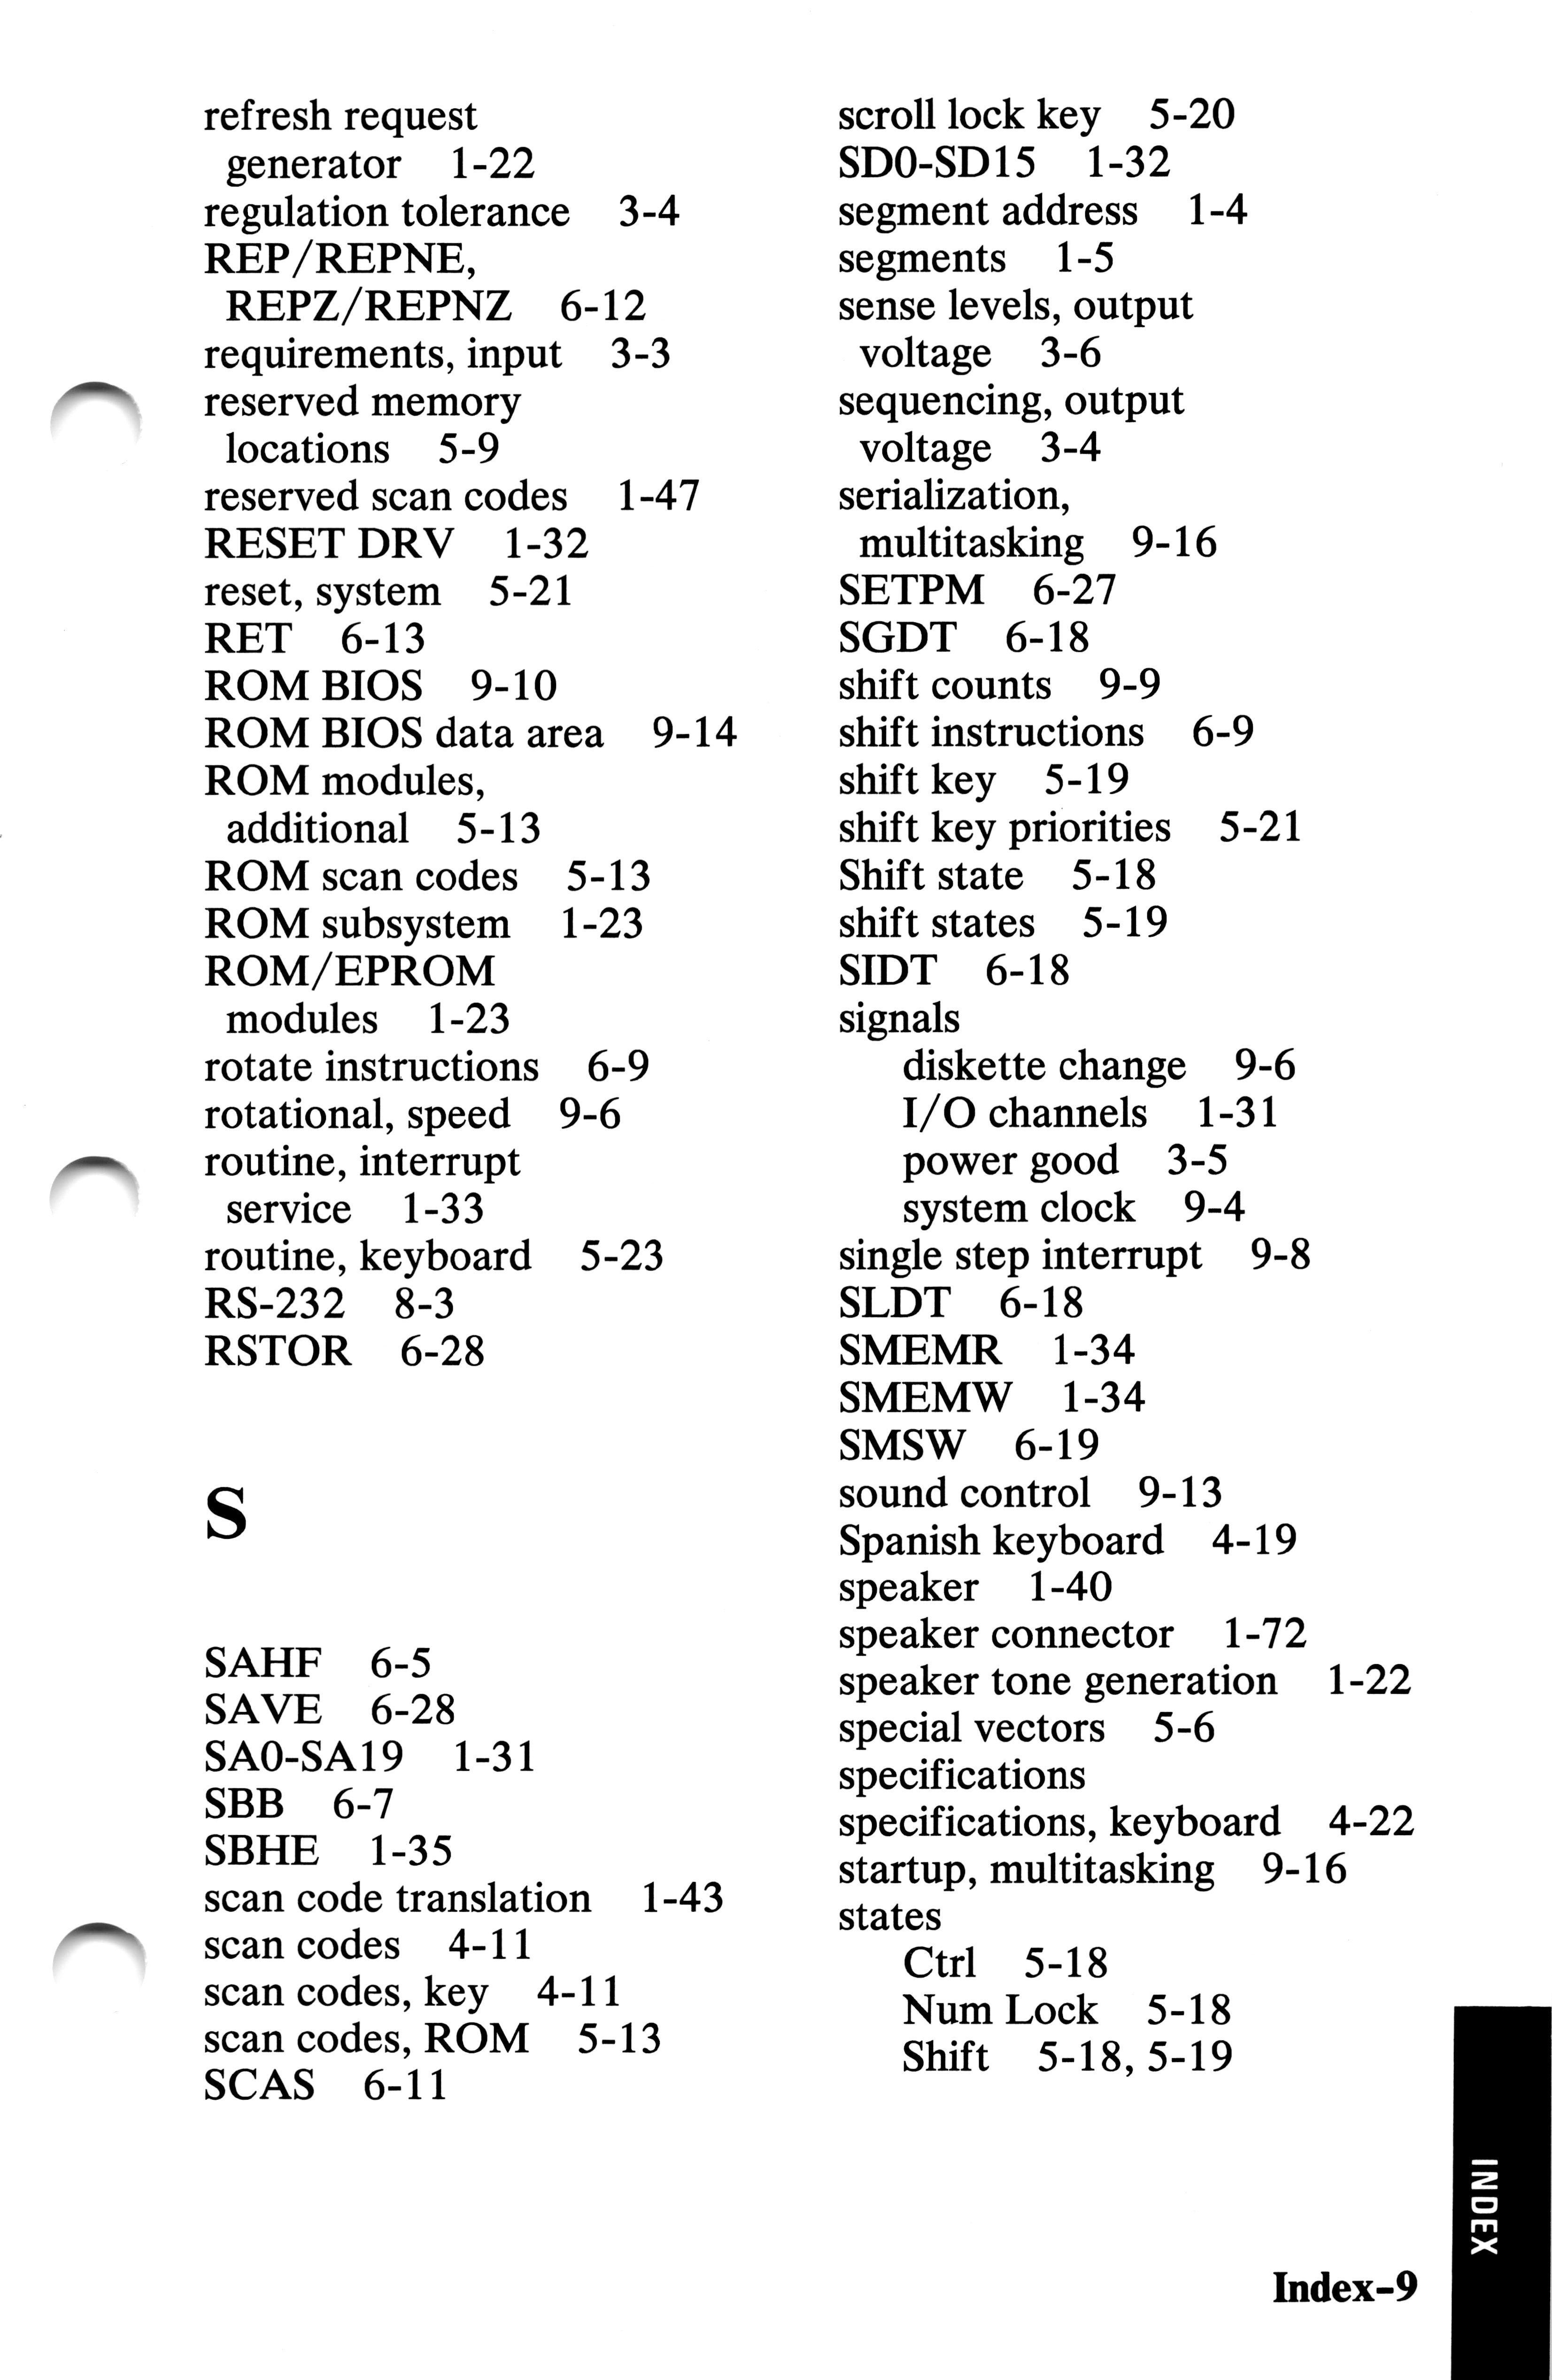 refresh request
generator 1-22
regulation tolerance 3-4
REP/REPNE,
REPZ/REPNZ 6-12
requirements, input 3-3
reserved memory
locations 5-9
reserved scan codes 1-47
RESET DRV 1-32
reset, system 5-21
RET 6-13
ROM BIOS 9-10
ROM BIOS data area 9-14
ROM modules,
additional 5-13
ROM scan codes 5-13
ROM subsystem 1-23
ROM/EPROM
modules 1-23
rotate instructions 6-9
rotational, speed 9-6
routine, interrupt
service 1-33
routine, keyboard 5-23
RS-232 8-3
RSTOR 6-28
S
SAHF 6-5
SAVE 6-28
SA0-SA19 1-31
SBB 6-7
SBHE 1-35
scan code translation 1-43
scan codes 4-11
scan codes, key 4-11
scan codes, ROM 5-13
SCAS 6-11
scroll lock key 5-20
SD0-SD15 1-32
segment address 1-4
segments 1-5
sense levels, output
voltage 3-6
sequencing, output
voltage 3-4
serialization,
multitasking 9-16
SETPM 6-27
SGDT 6-18
shift counts 9-9
shift instructions 6-9
shift key 5-19
shift key priorities 5-21
Shift state 5-18
shift states 5-19
SIDT 6-18
signals
diskette change 9-6
I/O channels 1-31
power good 3-5
system clock 9-4
single step interrupt 9-8
SLDT 6-18
SMEMR 1-34
SMEMW 1-34
SMSW 6-19
sound control 9-13
Spanish keyboard 4-19
speaker 1-40
speaker connector 1-72
speaker tone generation 1-22
special vectors 5-6
specifications
specifications, keyboard 4-22
startup, multitasking 9-16
states
Ctrl 5-18
Num Lock 5-18
Shift 5-18, 5-19
INDEX
Index-9